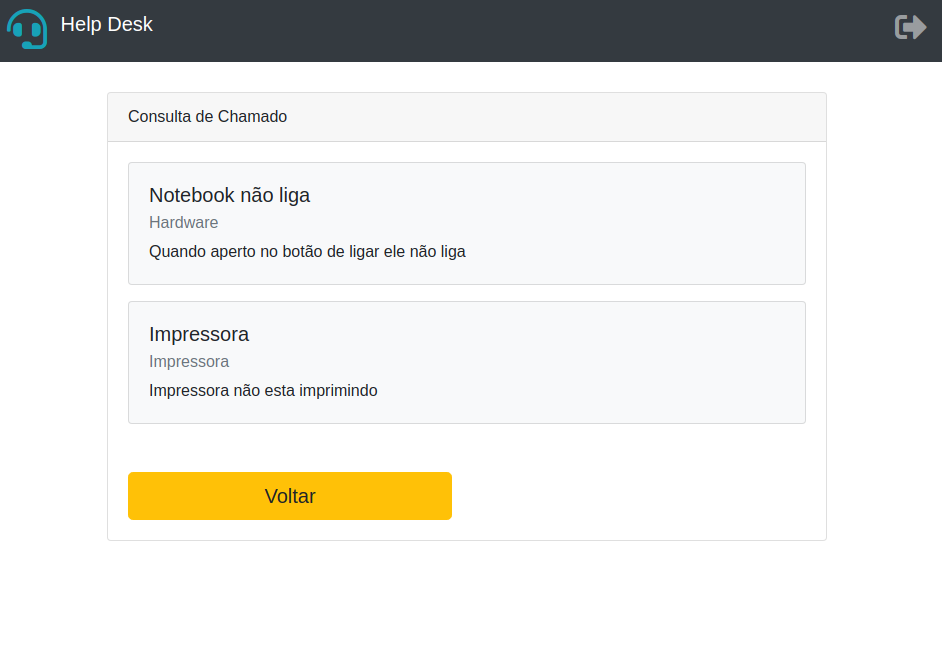 Help Desk
Consulta de Chamado
Notebook não liga
Hardware
Quando aperto no botão de ligar ele não liga
Impressora
Impressora
Impressora não esta imprimindo
Voltar